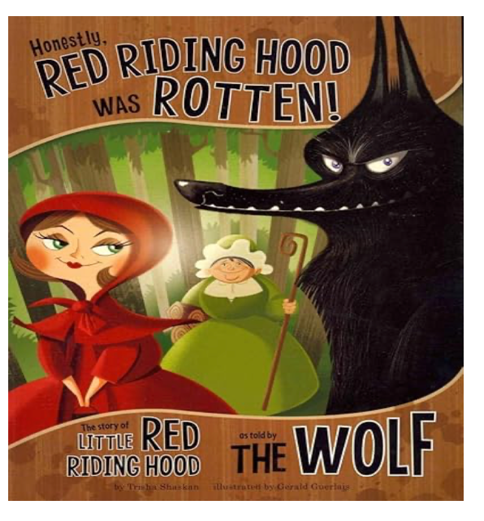 Honestly,
RED RIDING HOOD
WAS ROTTEN!
The story of
LITTLE RED
RIDING HOOD
as told by
THE WOLF
by Trisha Shaskan illustrated by Gerald Guerlais